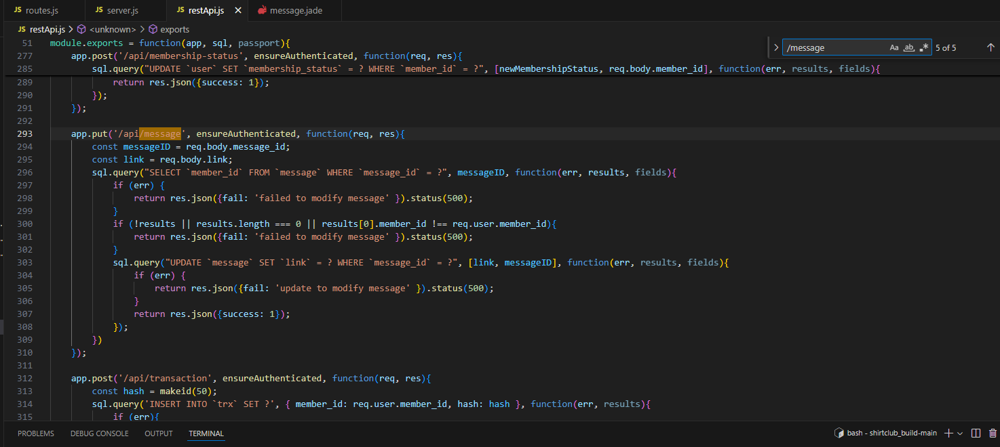 JS routes.js JS server.js JS restApi.js × message.jade
JS restApi.js > <unknown> > exports
/message Aa ab .* 5 of 5
51 module.exports = function(app, sql, passport){
277 app.post('/api/membership-status', ensureAuthenticated, function(req, res){
285 sql.query("UPDATE `user` SET `membership_status` = ? WHERE `member_id` = ?", [newMembershipStatus, req.body.member_id], function(err, results, fields){
289 return res.json({success: 1});
290 });
291 });
292
293 app.put('/api/message', ensureAuthenticated, function(req, res){
294 const messageID = req.body.message_id;
295 const link = req.body.link;
296 sql.query("SELECT `member_id` FROM `message` WHERE `message_id` = ?", messageID, function(err, results, fields){
297 if (err) {
298 return res.json({fail: 'failed to modify message' }).status(500);
299 }
300 if (!results || results.length === 0 || results[0].member_id !== req.user.member_id){
301 return res.json({fail: 'failed to modify message' }).status(500);
302 }
303 sql.query("UPDATE `message` SET `link` = ? WHERE `message_id` = ?", [link, messageID], function(err, results, fields){
304 if (err) {
305 return res.json({fail: 'update to modify message' }).status(500);
306 }
307 return res.json({success: 1});
308 });
309 })
310 });
311
312 app.post('/api/transaction', ensureAuthenticated, function(req, res){
313 const hash = makeid(50);
314 sql.query('INSERT INTO `trx` SET ?', { member_id: req.user.member_id, hash: hash }, function(err, results){
315 if (err){
PROBLEMS DEBUG CONSOLE OUTPUT TERMINAL bash - shirtclub_build-main